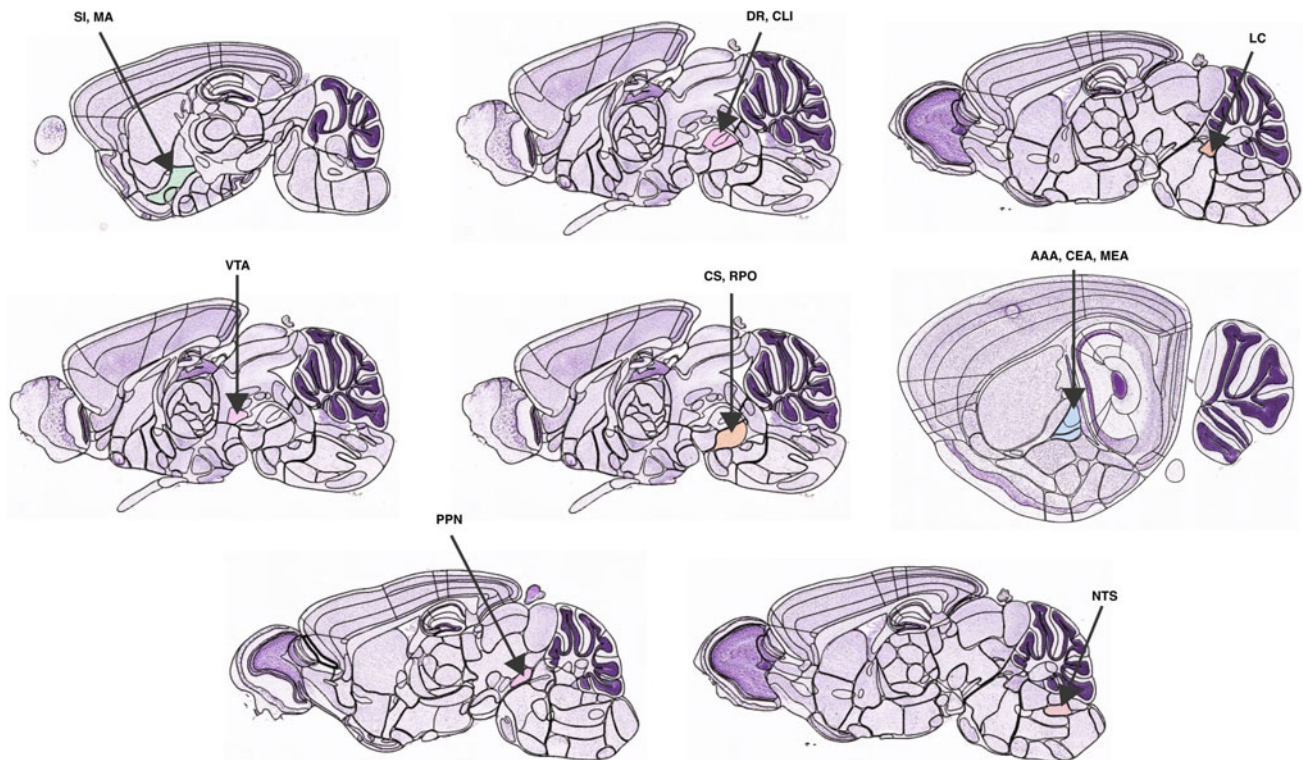 SI, MA
DR, CLI
LC
VTA
CS, RPO
AAA, CEA, MEA
PPN
NTS